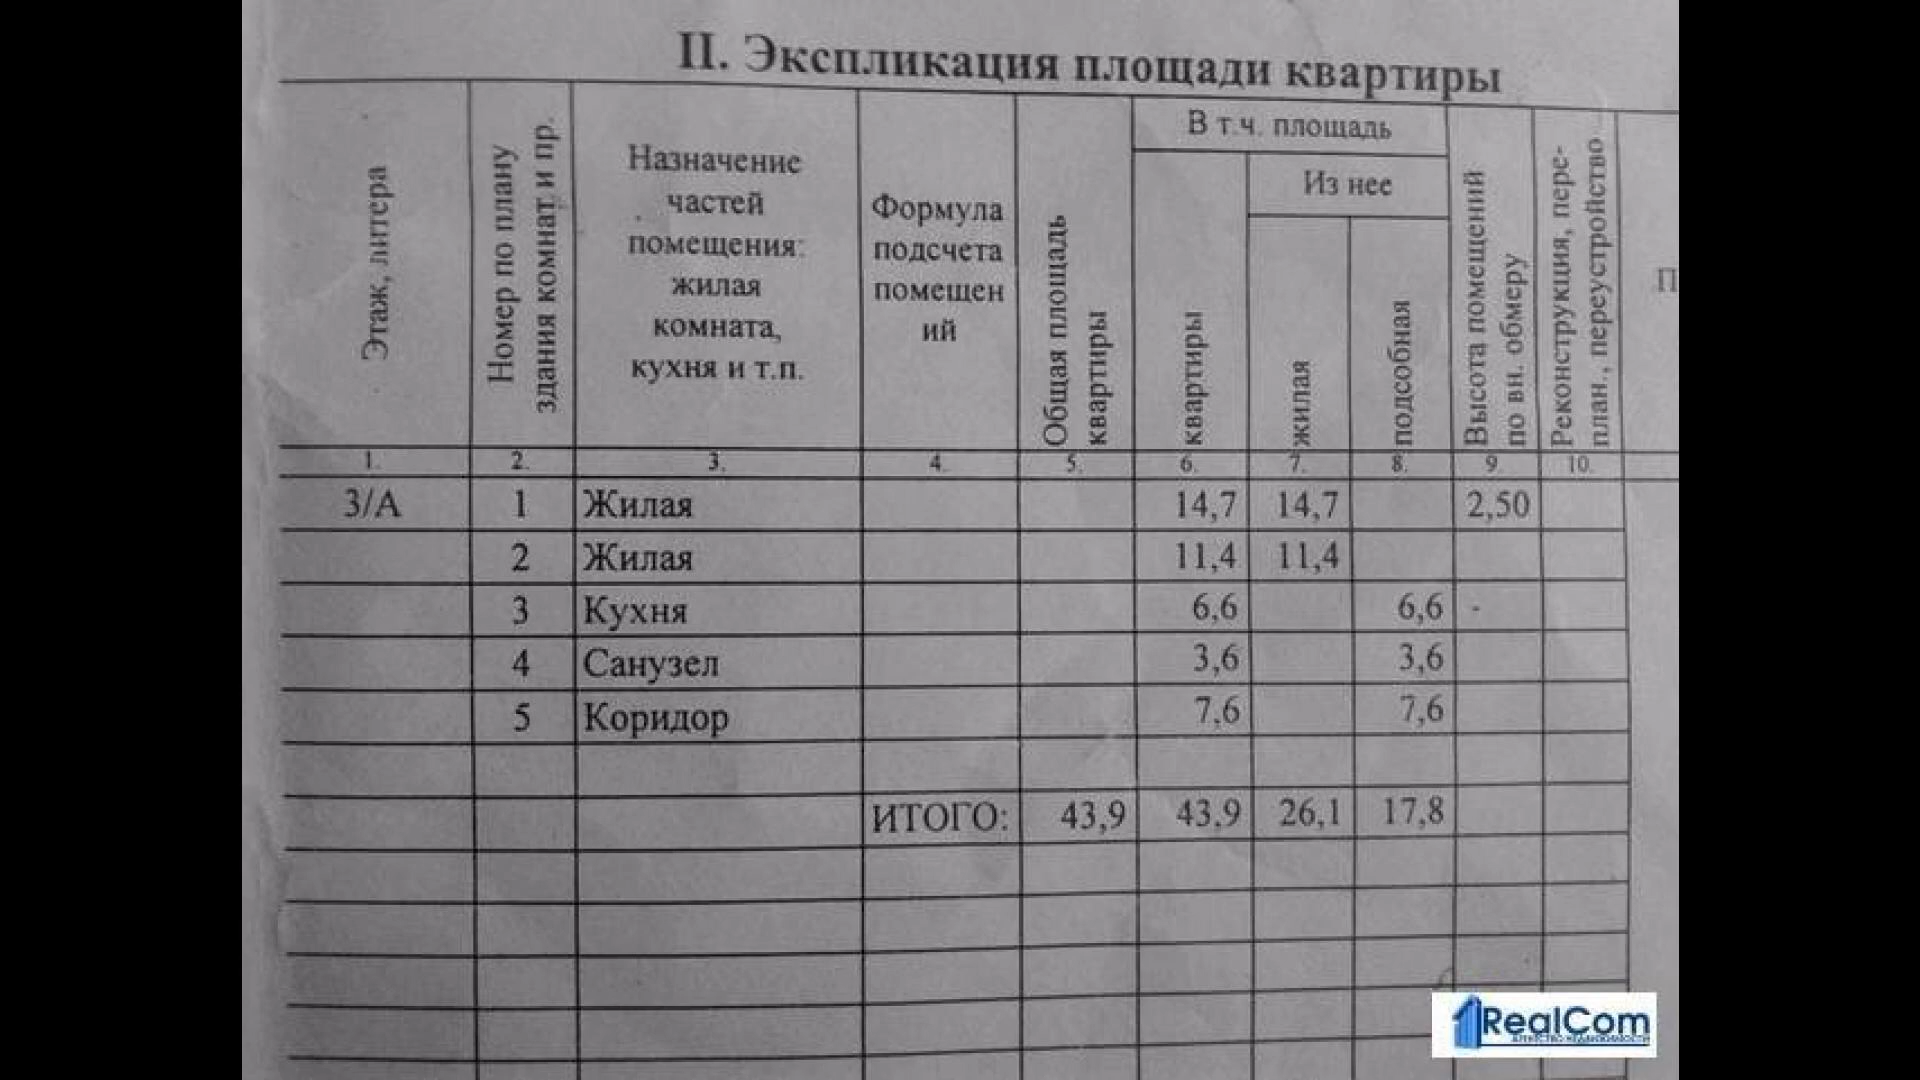 II. Экспликация площади квартиры
Этаж, литера
Номер по плану
здания комнат и пр.
Назначение
частей
помещения:
жилая
комната,
кухня и т.п.
Формула
подсчета
помещен
ий
Общая площадь
квартиры
В т.ч. площадь
квартиры
Из нее
жилая
подсобная
Высота помещений
по вн. обмеру
Реконструкция, пере-
план., переустройство
П
1. 2. 3. 4. 5. 6. 7. 8. 9. 10.
3/А 1 Жилая 14,7 14,7 2,50
2 Жилая 11,4 11,4
3 Кухня 6,6 6,6 -
4 Санузел 3,6 3,6
5 Коридор 7,6 7,6
ИТОГО: 43,9 43,9 26,1 17,8
RealCom
АГЕНТСТВО НЕДВИЖИМОСТИ